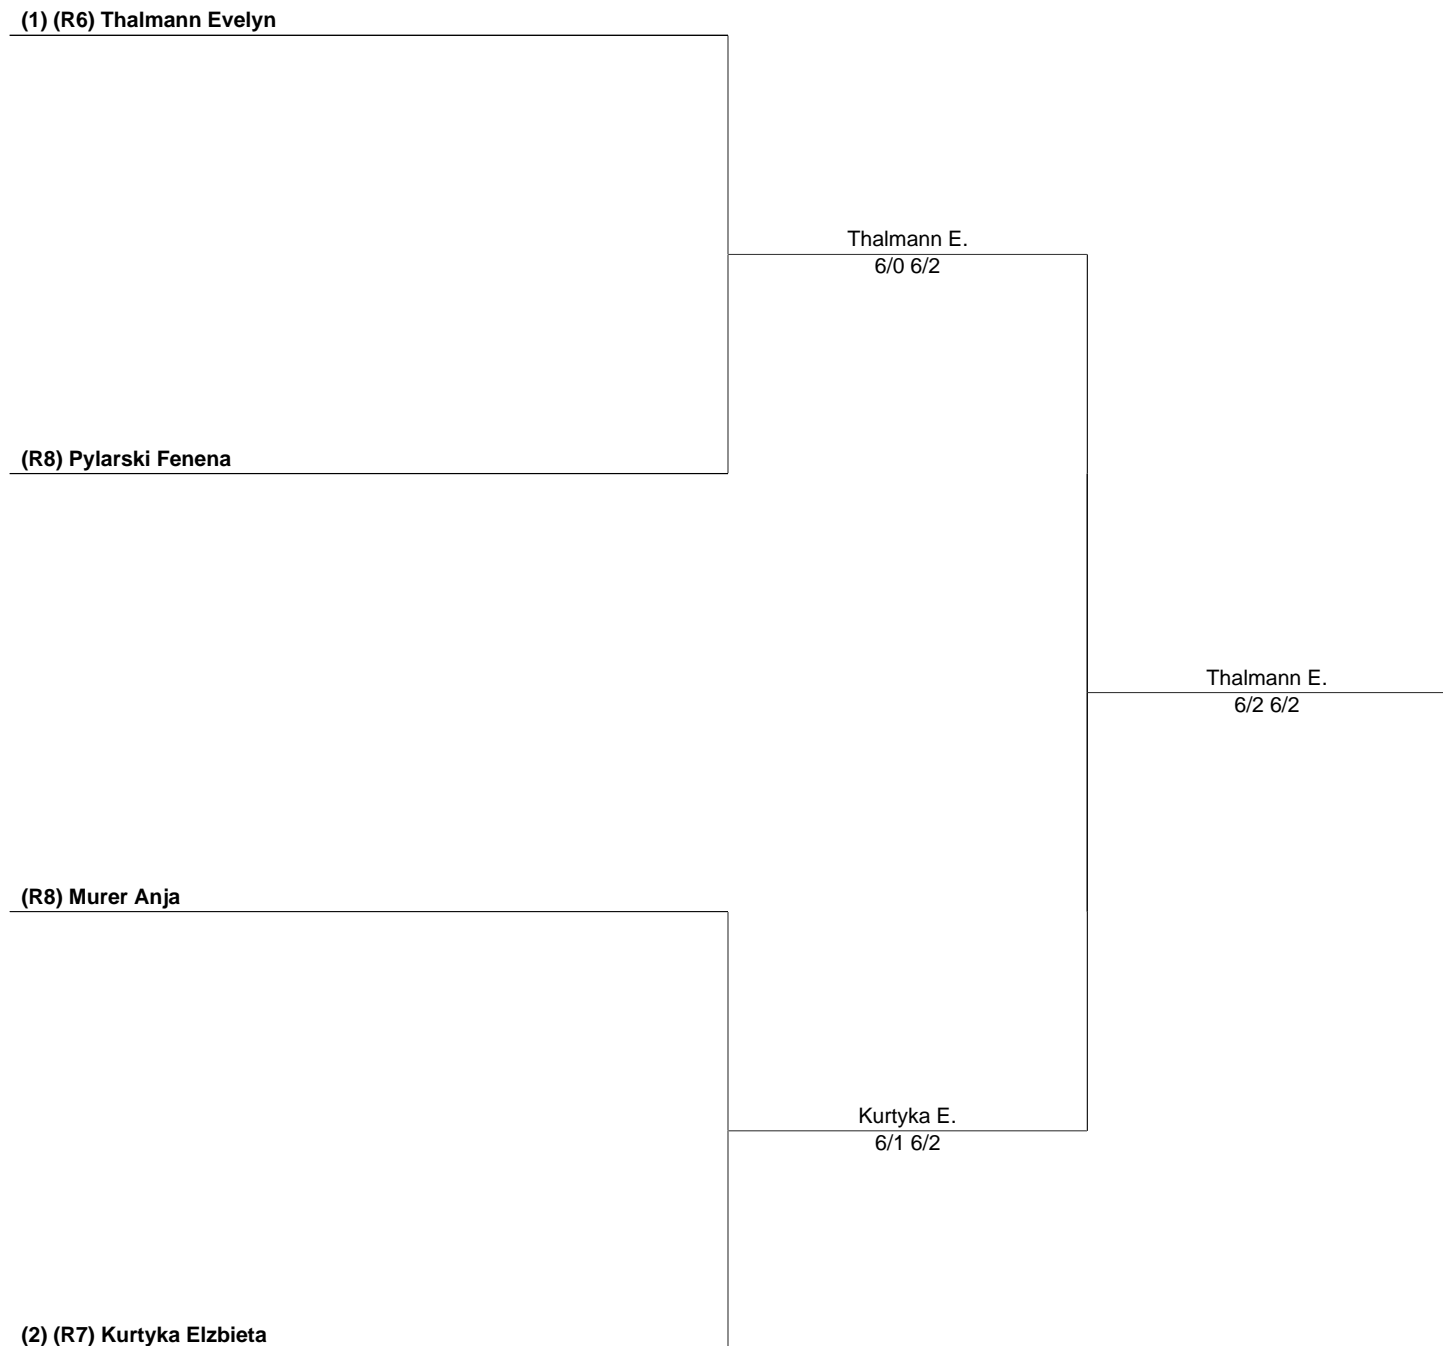 (1) (R6) Thalmann Evelyn
Thalmann E.
6/0 6/2
(R8) Pylarski Fenena
Thalmann E.
6/2 6/2
(R8) Murer Anja
Kurtyka E.
6/1 6/2
(2) (R7) Kurtyka Elzbieta